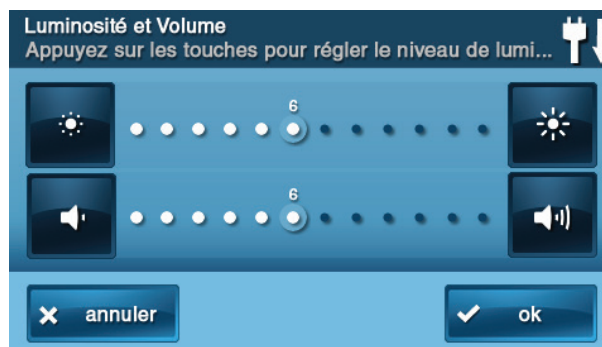 Luminosité et Volume
Appuyez sur les touches pour régler le niveau de lumi...
6
6
annuler
ok